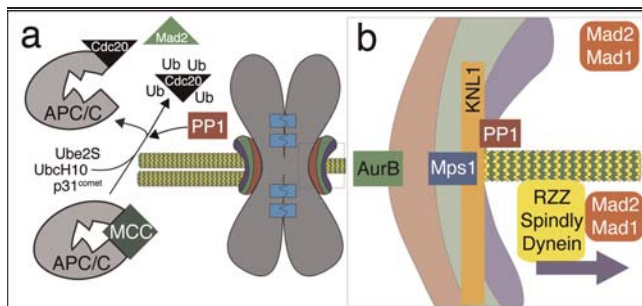 a
Cdc20
Mad2
APC/C
Ub
Ub
Ub
Cdc20
Ub
PP1
Ube2S
UbcH10
p31comet
MCC
APC/C
b
Mad2
Mad1
KNL1
PP1
AurB
Mps1
RZZ
Spindly
Dynein
Mad2
Mad1